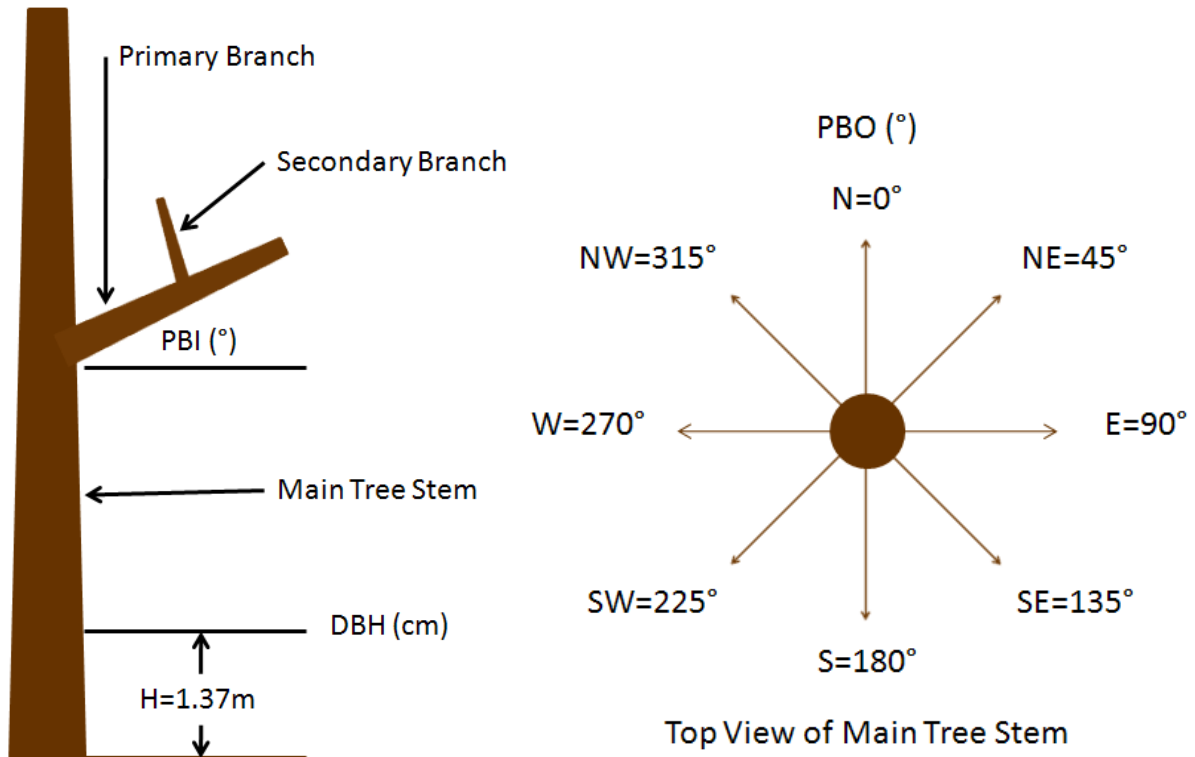 Primary Branch
Secondary Branch
PBI (°)
Main Tree Stem
DBH (cm)
H=1.37m
PBO (°)
N=0°
NW=315°
NE=45°
W=270°
E=90°
SW=225°
SE=135°
S=180°
Top View of Main Tree Stem